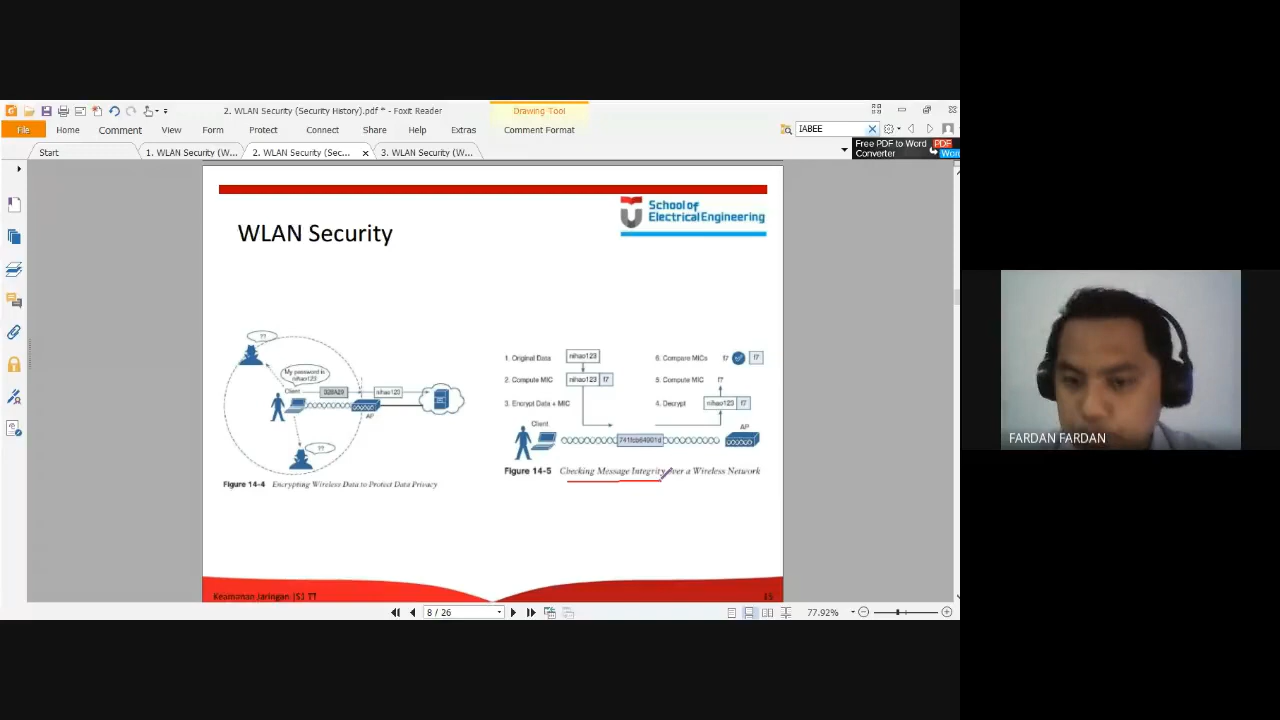 2. WLAN Security (Security History).pdf * - Foxit Reader
Drawing Tool
File Home Comment View Form Protect Connect Share Help Extras Comment Format
IABEE
Start
1. WLAN Security (W...
2. WLAN Security (Sec...
3. WLAN Security (W...
Free PDF to Word
Converter
PDF
Word
School of
Electrical Engineering
WLAN Security
??
My password is
nihao123
Client
nihao123
AP
??
Figure 14-4 Encrypting Wireless Data to Protect Data Privacy
1. Original Data nihao123
2. Compute MIC nihao123 f7
3. Encrypt Data + MIC
6. Compare MICs f7 f7
5. Compute MIC f7
4. Decrypt nihao123 f7
Client
AP
Figure 14-5 Checking Message Integrity over a Wireless Network
Keamanan Jaringan |S1 TT
15
8 / 26
77.92%
FARDAN FARDAN